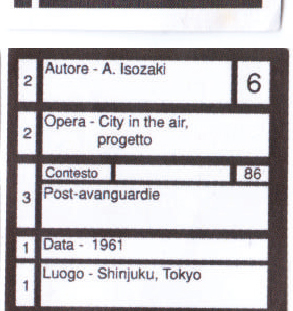 2 Autore - A. Isozaki 6
2 Opera - City in the air,
progetto
Contesto 86
3 Post-avanguardie
1 Data - 1961
1 Luogo - Shinjuku, Tokyo